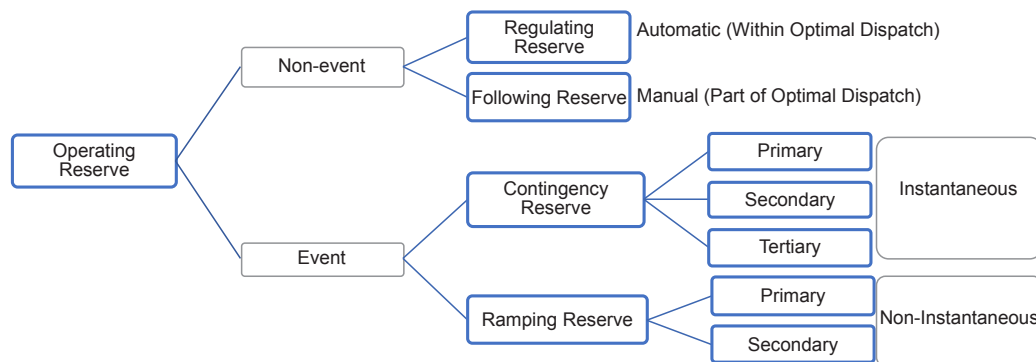 Operating
Reserve
Non-event
Regulating
Reserve
Automatic (Within Optimal Dispatch)
Following Reserve
Manual (Part of Optimal Dispatch)
Event
Contingency
Reserve
Primary
Secondary
Tertiary
Instantaneous
Ramping Reserve
Primary
Secondary
Non-Instantaneous